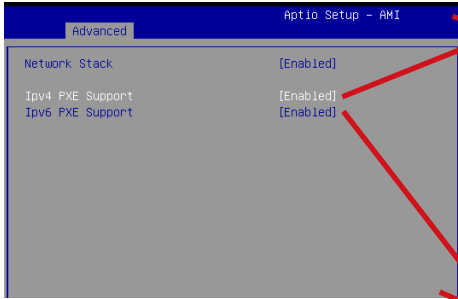 Aptio Setup - AMI
Advanced
Network Stack [Enabled]
Ipv4 PXE Support [Enabled]
Ipv6 PXE Support [Enabled]